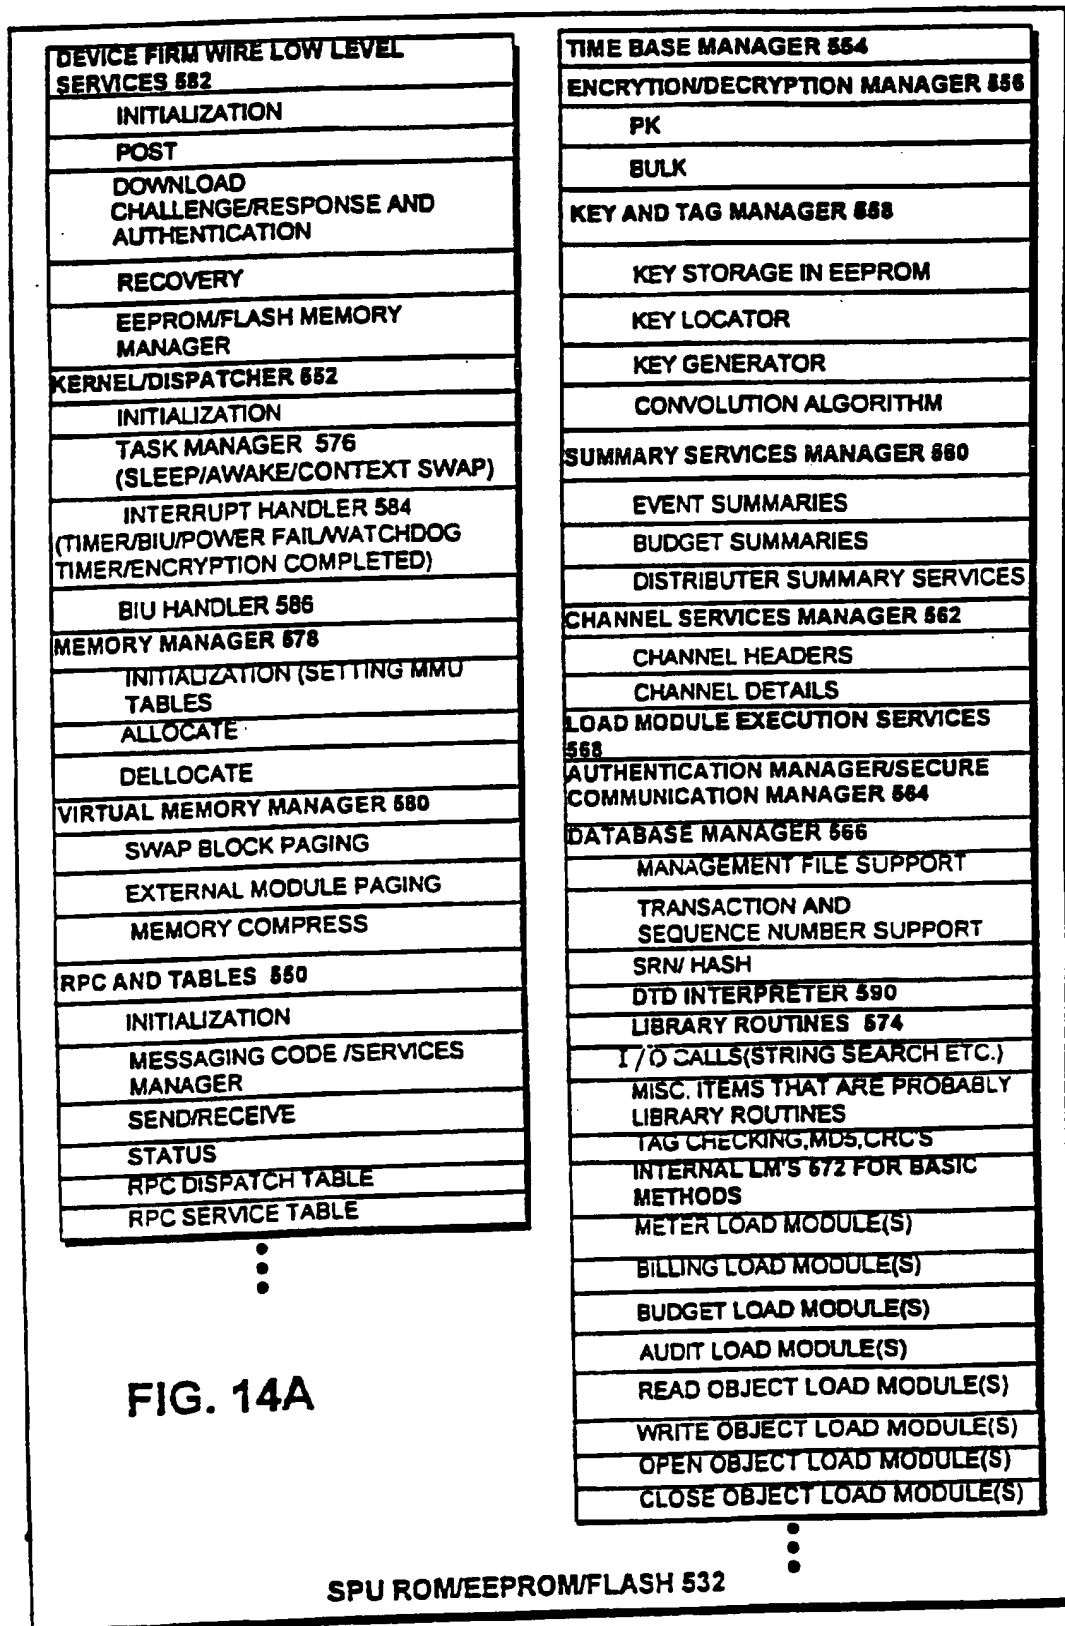 DEVICE FIRM WIRE LOW LEVEL
SERVICES 582
INITIALIZATION
POST
DOWNLOAD
CHALLENGE/RESPONSE AND
AUTHENTICATION
RECOVERY
EEPROM/FLASH MEMORY
MANAGER
KERNEL/DISPATCHER 552
INITIALIZATION
TASK MANAGER 576
(SLEEP/AWAKE/CONTEXT SWAP)
INTERRUPT HANDLER 584
(TIMER/BIU/POWER FAIL/WATCHDOG
TIMER/ENCRYPTION COMPLETED)
BIU HANDLER 586
MEMORY MANAGER 578
INITIALIZATION (SETTING MMU
TABLES
ALLOCATE
DELLOCATE
VIRTUAL MEMORY MANAGER 580
SWAP BLOCK PAGING
EXTERNAL MODULE PAGING
MEMORY COMPRESS
RPC AND TABLES 550
INITIALIZATION
MESSAGING CODE /SERVICES
MANAGER
SEND/RECEIVE
STATUS
RPC DISPATCH TABLE
RPC SERVICE TABLE
TIME BASE MANAGER 554
ENCRYTION/DECRYPTION MANAGER 556
PK
BULK
KEY AND TAG MANAGER 558
KEY STORAGE IN EEPROM
KEY LOCATOR
KEY GENERATOR
CONVOLUTION ALGORITHM
SUMMARY SERVICES MANAGER 560
EVENT SUMMARIES
BUDGET SUMMARIES
DISTRIBUTER SUMMARY SERVICES
CHANNEL SERVICES MANAGER 562
CHANNEL HEADERS
CHANNEL DETAILS
LOAD MODULE EXECUTION SERVICES
568
AUTHENTICATION MANAGER/SECURE
COMMUNICATION MANAGER 564
DATABASE MANAGER 566
MANAGEMENT FILE SUPPORT
TRANSACTION AND
SEQUENCE NUMBER SUPPORT
SRN/ HASH
DTD INTERPRETER 590
LIBRARY ROUTINES 574
I/O CALLS(STRING SEARCH ETC.)
MISC. ITEMS THAT ARE PROBABLY
LIBRARY ROUTINES
TAG CHECKING,MD5,CRC'S
INTERNAL LM'S 572 FOR BASIC
METHODS
METER LOAD MODULE(S)
BILLING LOAD MODULE(S)
BUDGET LOAD MODULE(S)
AUDIT LOAD MODULE(S)
READ OBJECT LOAD MODULE(S)
WRITE OBJECT LOAD MODULE(S)
OPEN OBJECT LOAD MODULE(S)
CLOSE OBJECT LOAD MODULE(S)
FIG. 14A
SPU ROM/EEPROM/FLASH 532